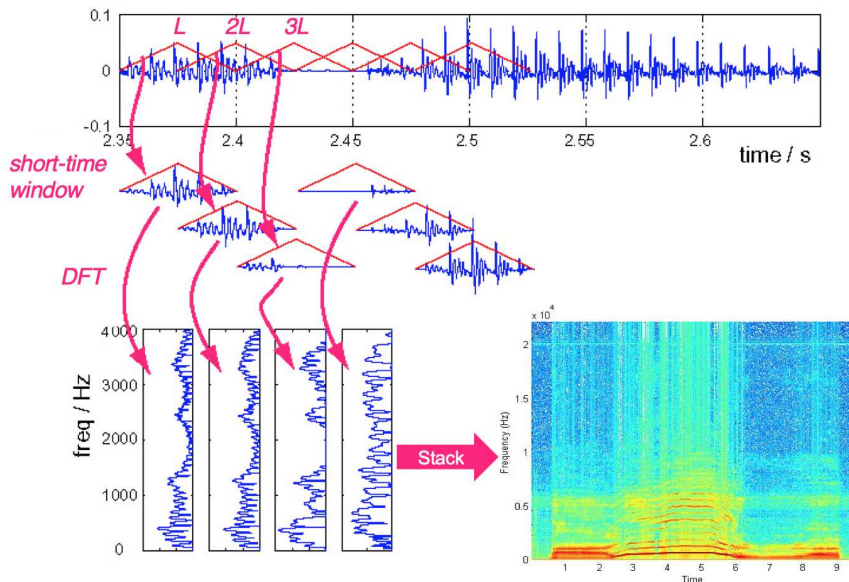 0.1
0
-0.1
L 2L 3L
2.35 2.4 2.45 2.5 2.55 2.6
time / s
short-time
window
DFT
4000
3000
2000
1000
0
freq / Hz
Stack
x 10⁴
2
1.5
1
0.5
0
Frequency (Hz)
1 2 3 4 5 6 7 8 9
Time